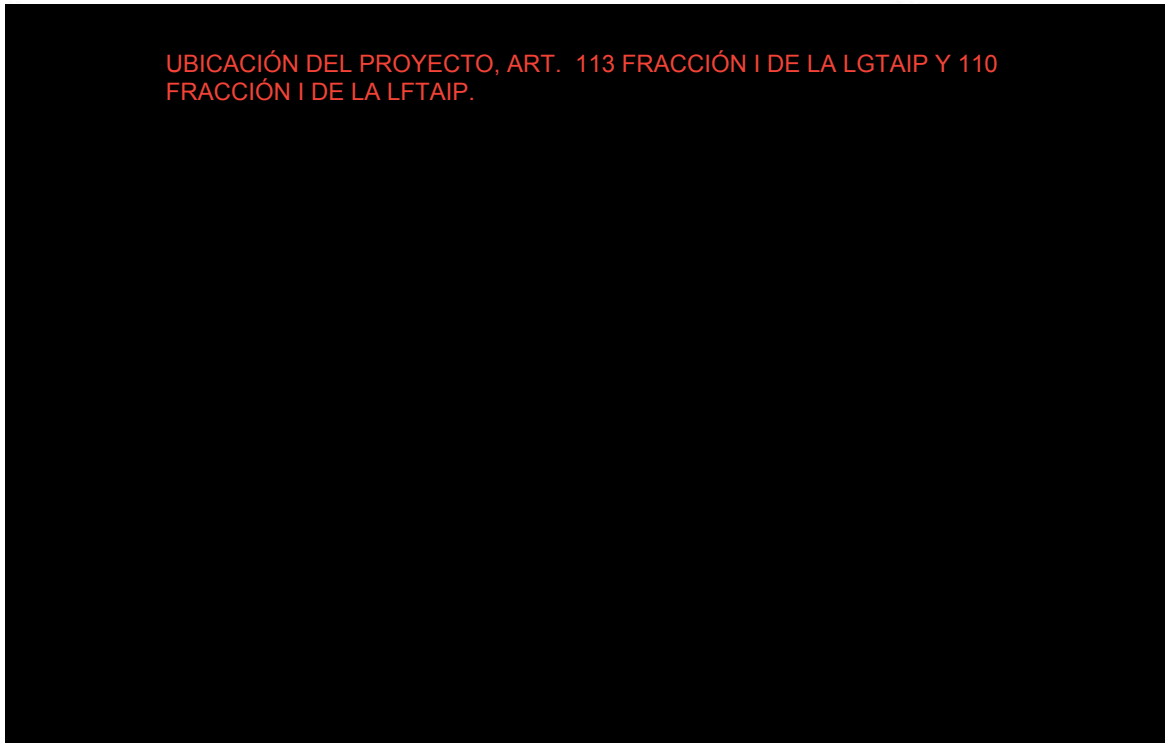 UBICACIÓN DEL PROYECTO, ART.  113 FRACCIÓN I DE LA LGTAIP Y 110
FRACCIÓN I DE LA LFTAIP.